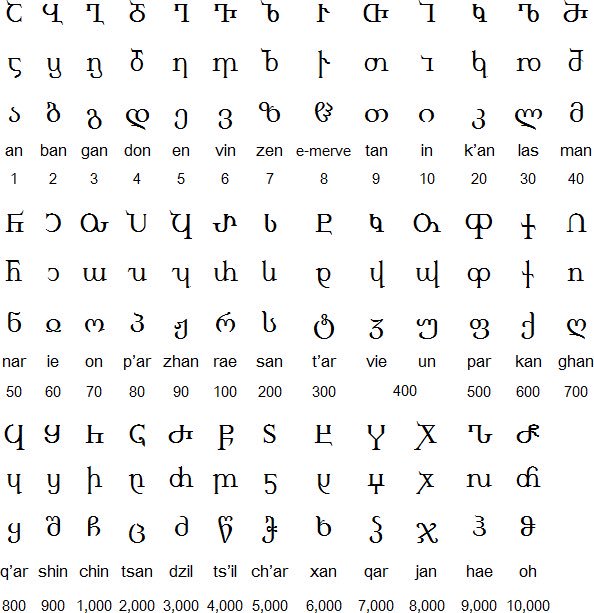 Ⴀ Ⴁ Ⴂ Ⴃ Ⴄ Ⴅ Ⴆ Ⴡ Ⴇ Ⴈ Ⴉ Ⴊ Ⴋ
ⴀ ⴁ ⴂ ⴃ ⴄ ⴅ ⴆ ⴡ ⴇ ⴈ ⴉ ⴊ ⴋ
ა ბ გ დ ე ვ ზ ჱ თ ი კ ლ მ
an ban gan don en vin zen e-merve tan in k'an las man
1 2 3 4 5 6 7 8 9 10 20 30 40
Ⴌ Ⴢ Ⴍ Ⴎ Ⴏ Ⴐ Ⴑ Ⴒ Ⴣ Ⴓ Ⴔ Ⴕ Ⴖ
ⴌ ⴢ ⴍ ⴎ ⴏ ⴐ ⴑ ⴒ ⴣ ⴓ ⴔ ⴕ ⴖ
ნ ჲ ო პ ჟ რ ს ტ ჳ უ ფ ქ ღ
nar ie on p'ar zhan rae san t'ar vie un par kan ghan
50 60 70 80 90 100 200 300 400 500 600 700
Ⴗ Ⴘ Ⴙ Ⴚ Ⴛ Ⴜ Ⴝ Ⴞ Ⴤ Ⴟ Ⴠ Ⴥ
ⴗ ⴘ ⴙ ⴚ ⴛ ⴜ ⴝ ⴞ ⴤ ⴟ ⴠ ⴥ
ყ შ ჩ ც ძ წ ჭ ხ ჴ ჯ ჰ ჵ
q'ar shin chin tsan dzil ts'il ch'ar xan qar jan hae oh
800 900 1,000 2,000 3,000 4,000 5,000 6,000 7,000 8,000 9,000 10,000